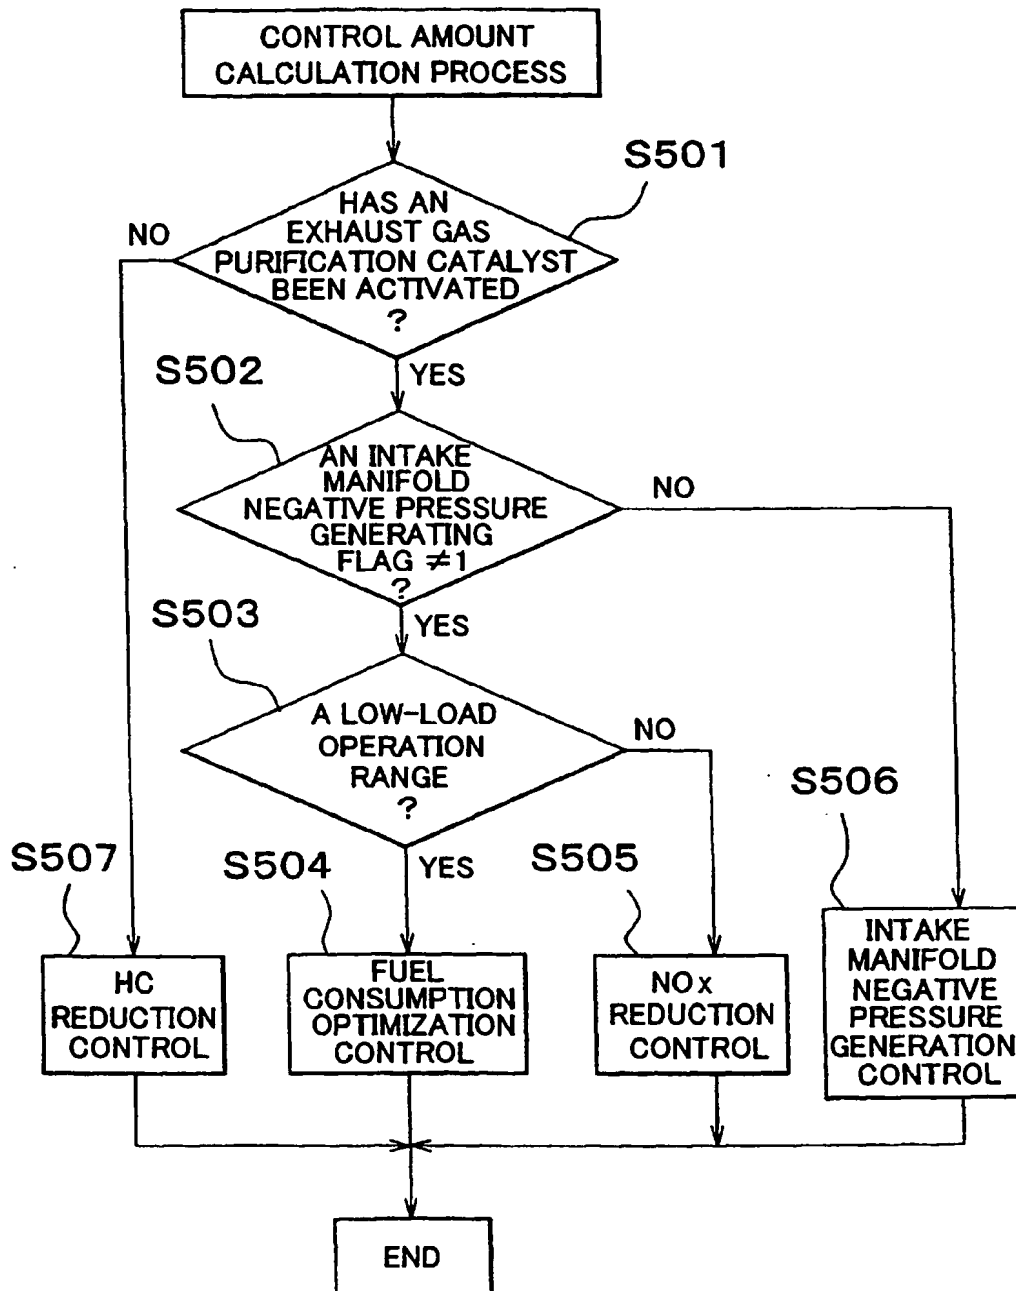 CONTROL AMOUNT
CALCULATION PROCESS
S501
HAS AN
EXHAUST GAS
PURIFICATION CATALYST
BEEN ACTIVATED
?
NO
YES
S502
AN INTAKE
MANIFOLD
NEGATIVE PRESSURE
GENERATING
FLAG ≠1
?
NO
YES
S503
A LOW-LOAD
OPERATION
RANGE
?
NO
YES
S507
HC
REDUCTION
CONTROL
S504
FUEL
CONSUMPTION
OPTIMIZATION
CONTROL
S505
NOx
REDUCTION
CONTROL
S506
INTAKE
MANIFOLD
NEGATIVE
PRESSURE
GENERATION
CONTROL
END